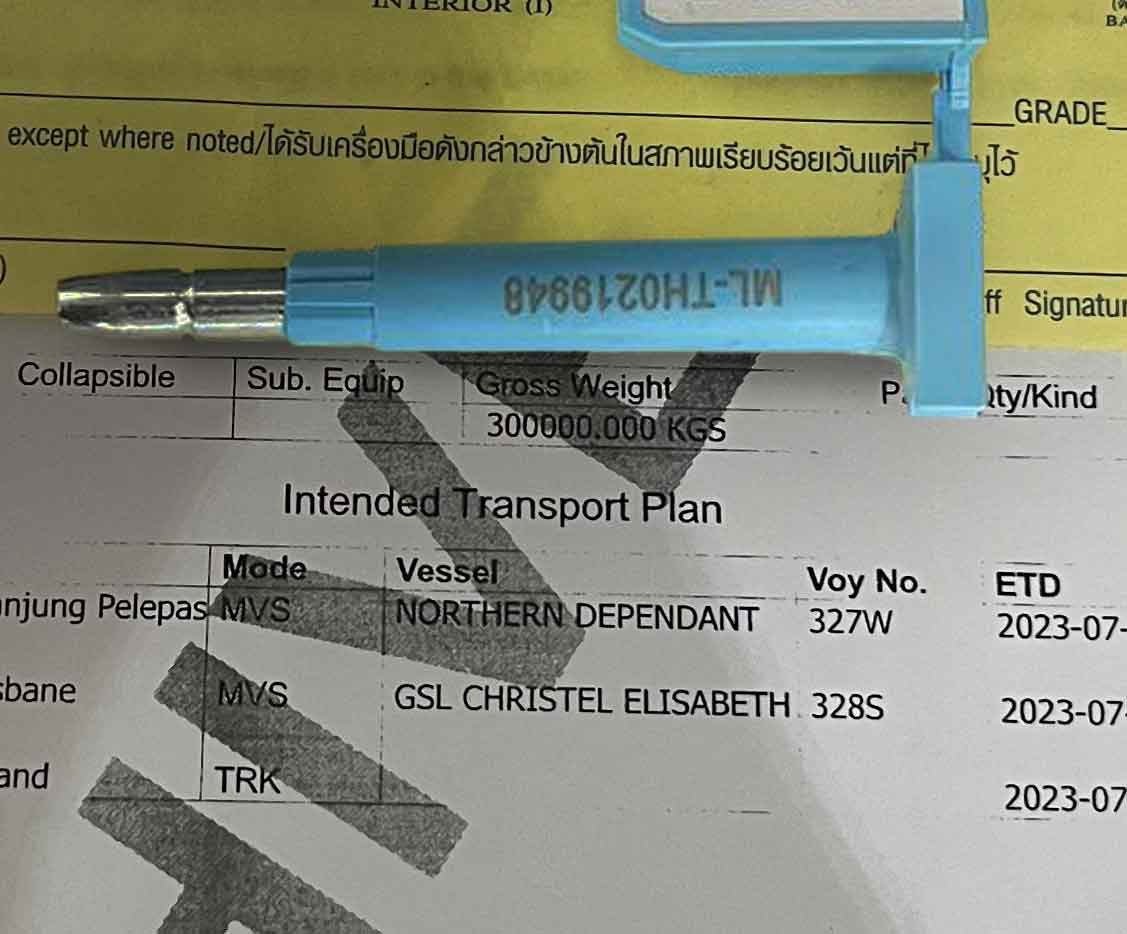 INTERIOR (I)
GRADE
except where noted/ได้รับเครื่องมือดังกล่าวข้างต้นในสภาพเรียบร้อยเว้นแต่ที่
ML-TH0219948
ff Signatur
Collapsible Sub. Equip Gross Weight Qty/Kind
300000.000 KGS
Intended Transport Plan
Mode Vessel Voy No. ETD
njung Pelepas MVS NORTHERN DEPENDANT 327W 2023-07-
sbane MVS GSL CHRISTEL ELISABETH 328S 2023-07-
and TRK 2023-07